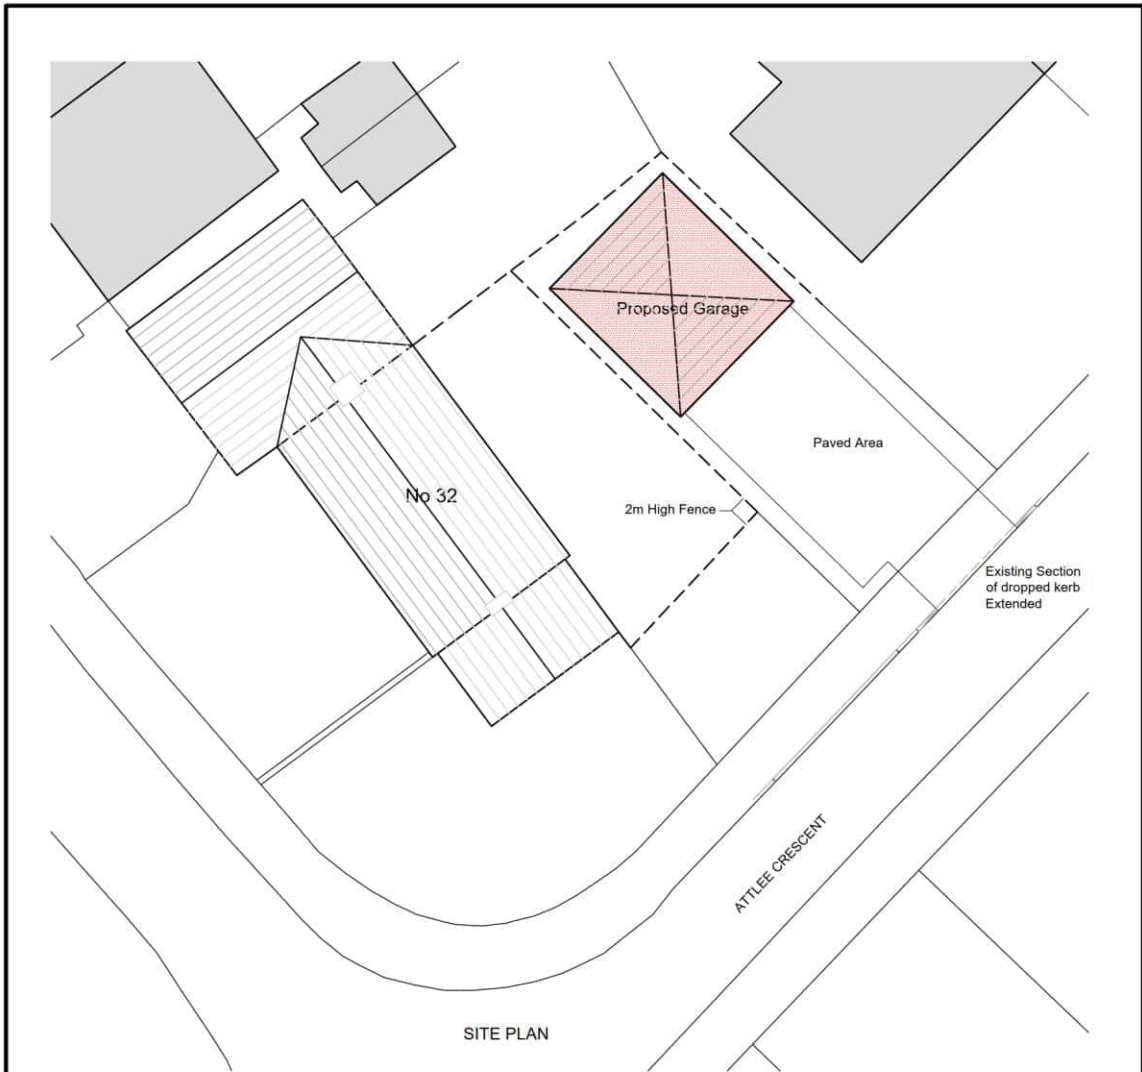 Proposed Garage
Paved Area
No 32
2m High Fence
Existing Section
of dropped kerb
Extended
ATTLEE CRESCENT
SITE PLAN